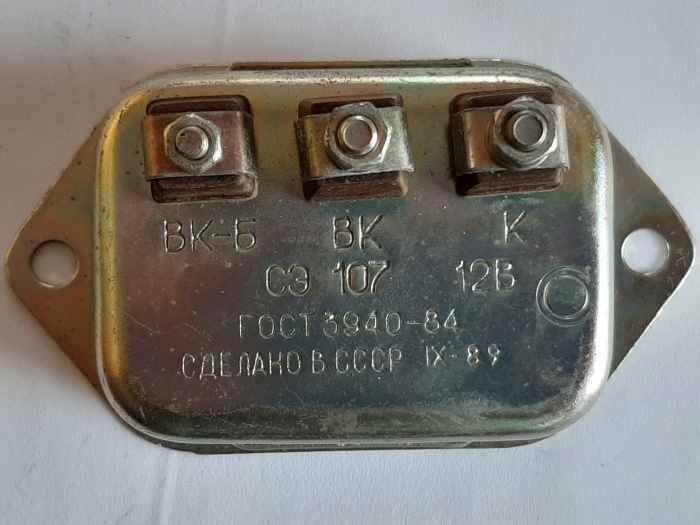 ВК-Б ВК К
СЭ 107 12В
ГОСТ 3940-84
СДЕЛАНО В СССР IX-89